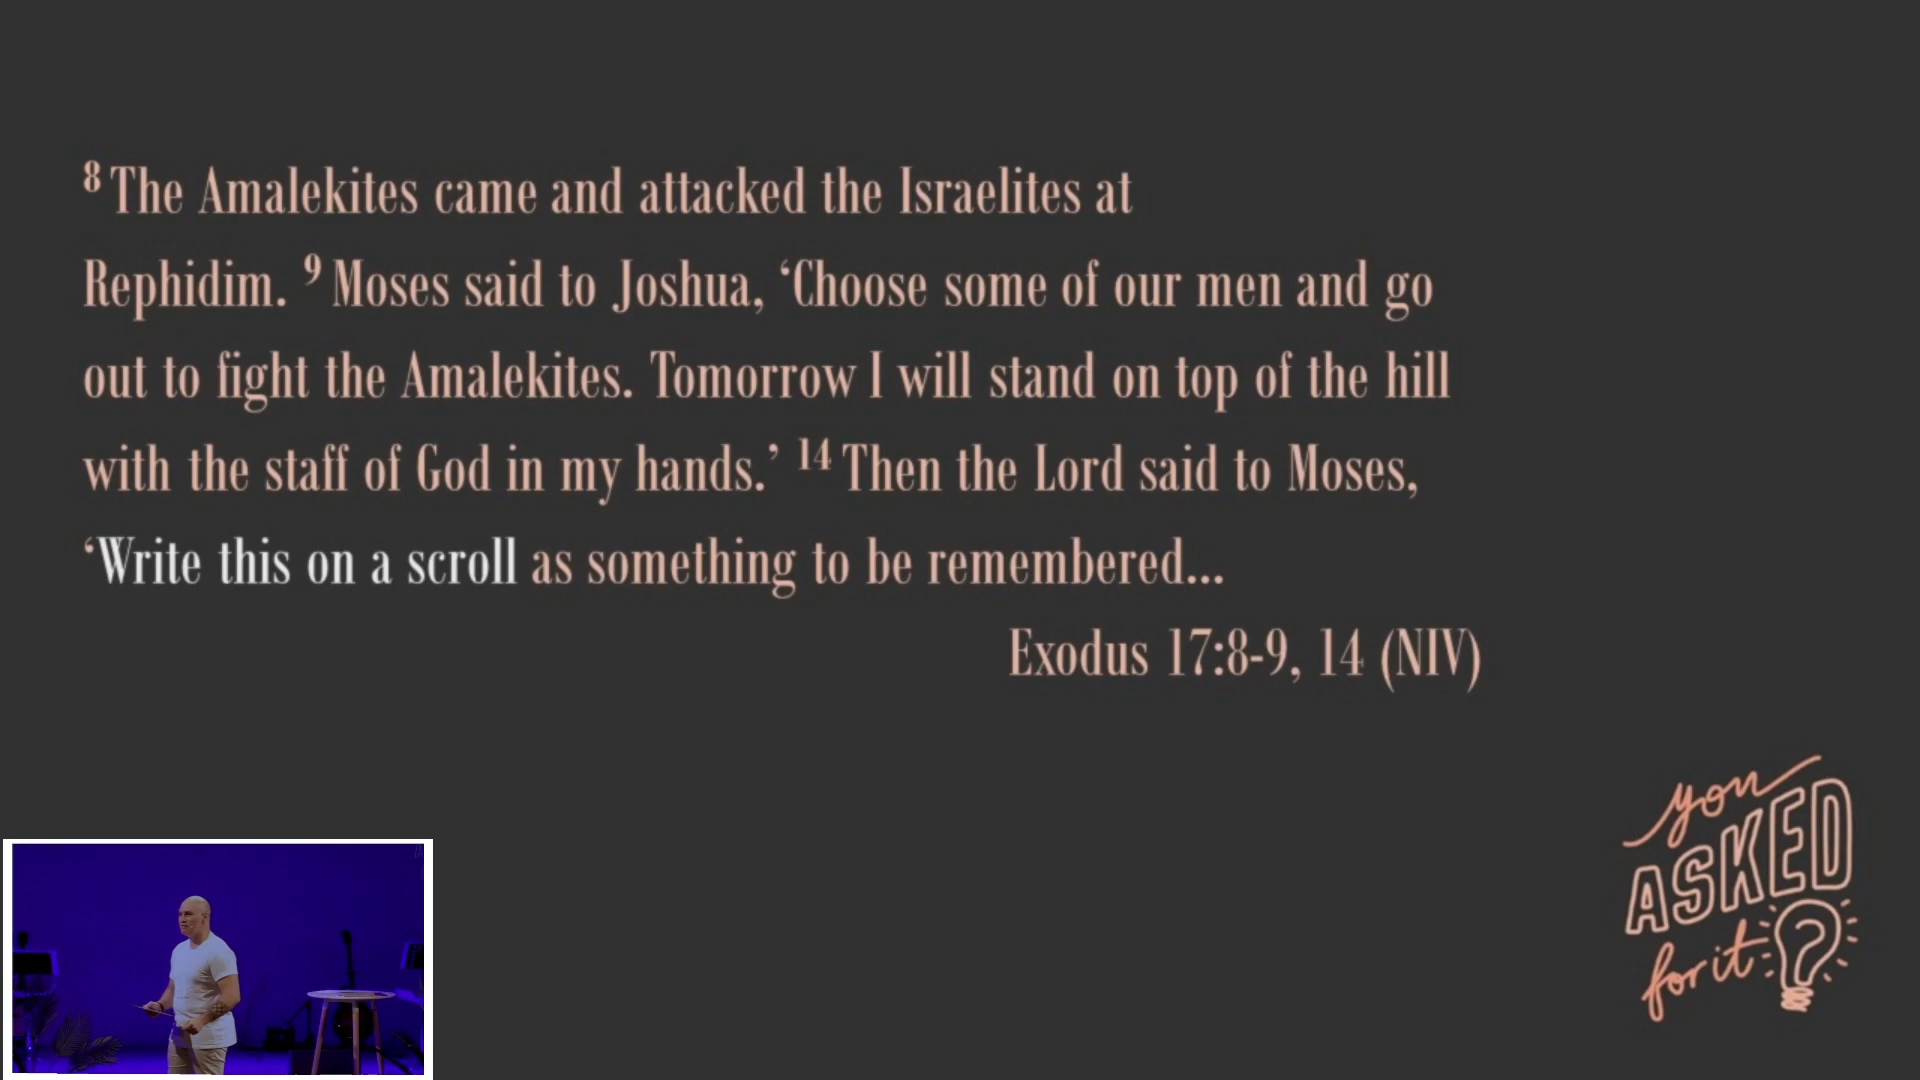 ⁸ The Amalekites came and attacked the Israelites at
Rephidim. ⁹ Moses said to Joshua, ‘Choose some of our men and go
out to fight the Amalekites. Tomorrow I will stand on top of the hill
with the staff of God in my hands.’ ¹⁴ Then the Lord said to Moses,
‘Write this on a scroll as something to be remembered...
Exodus 17:8-9, 14 (NIV)
you
ASKED
for it ?